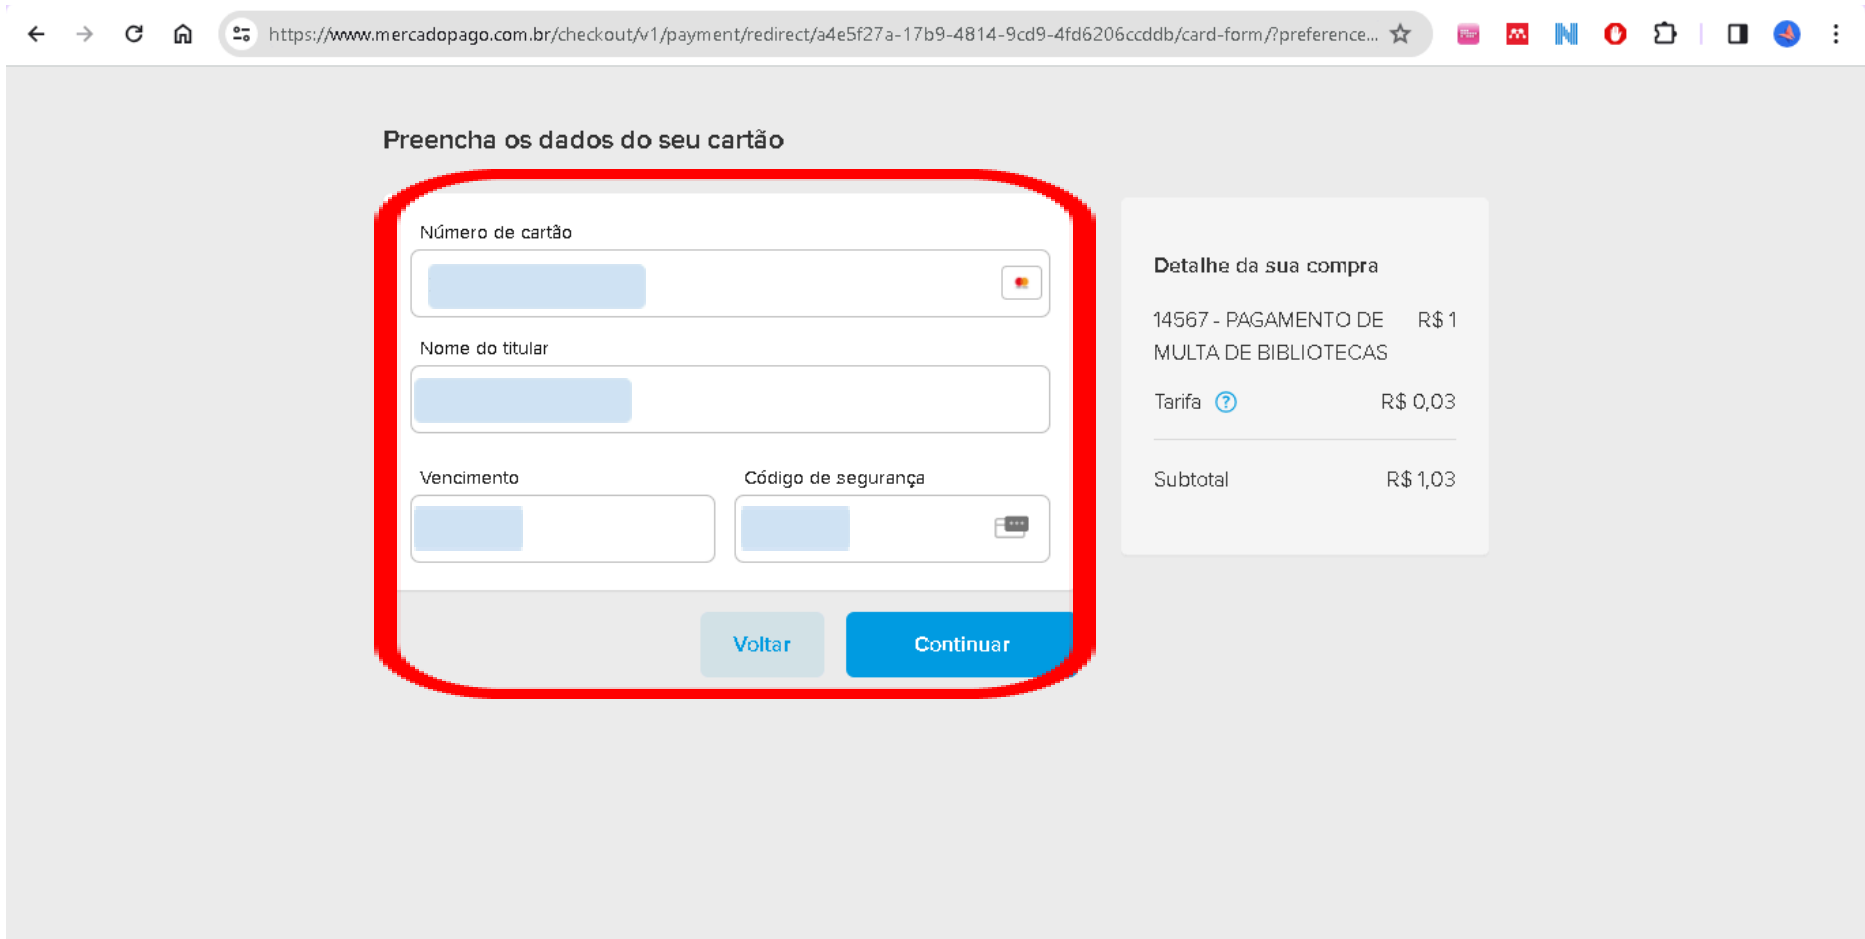 https://www.mercadopago.com.br/checkout/v1/payment/redirect/a4e5f27a-17b9-4814-9cd9-4fd6206ccddb/card-form/?preference...
Preencha os dados do seu cartão
Número de cartão
Nome do titular
Vencimento
Código de segurança
Voltar
Continuar
Detalhe da sua compra
14567 - PAGAMENTO DE R$ 1
MULTA DE BIBLIOTECAS
Tarifa ? R$ 0,03
Subtotal R$ 1,03